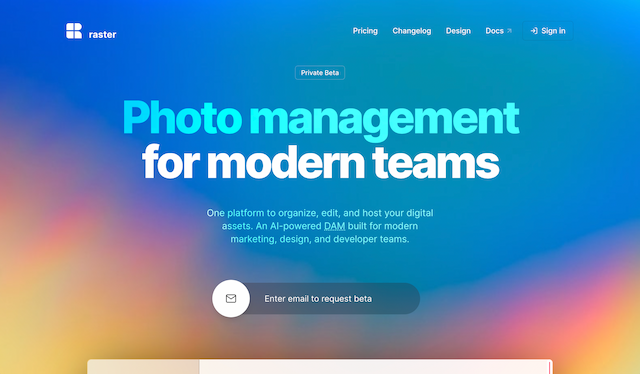 raster
Pricing
Changelog
Design
Docs
Sign in
Private Beta
Photo management
for modern teams
One platform to organize, edit, and host your digital
assets. An AI-powered DAM built for modern
marketing, design, and developer teams.
Enter email to request beta